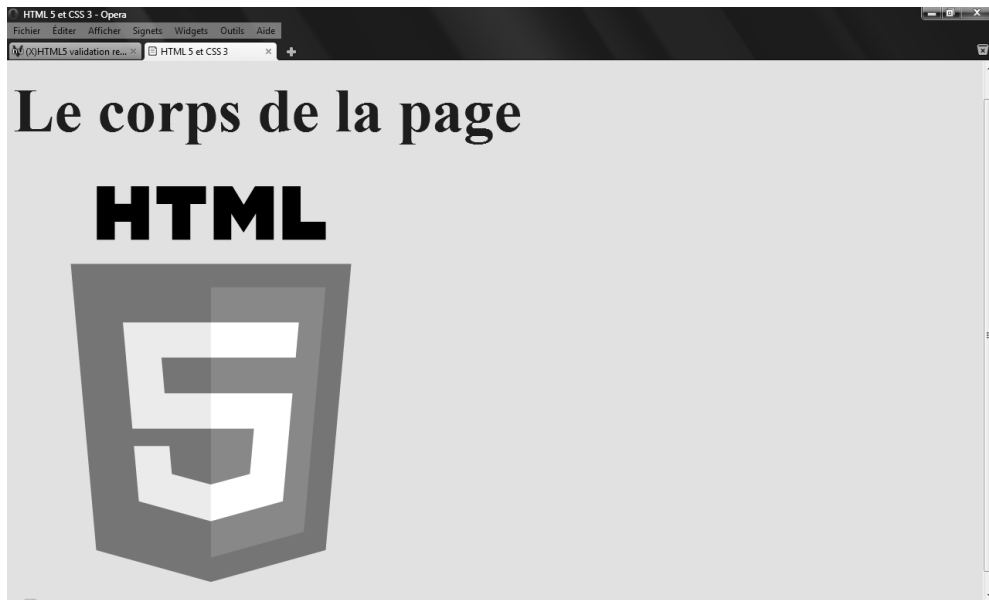 HTML 5 et CSS 3 - Opera
Fichier Éditer Afficher Signets Widgets Outils Aide
(X)HTML5 validation re... HTML 5 et CSS 3
Le corps de la page
HTML
5